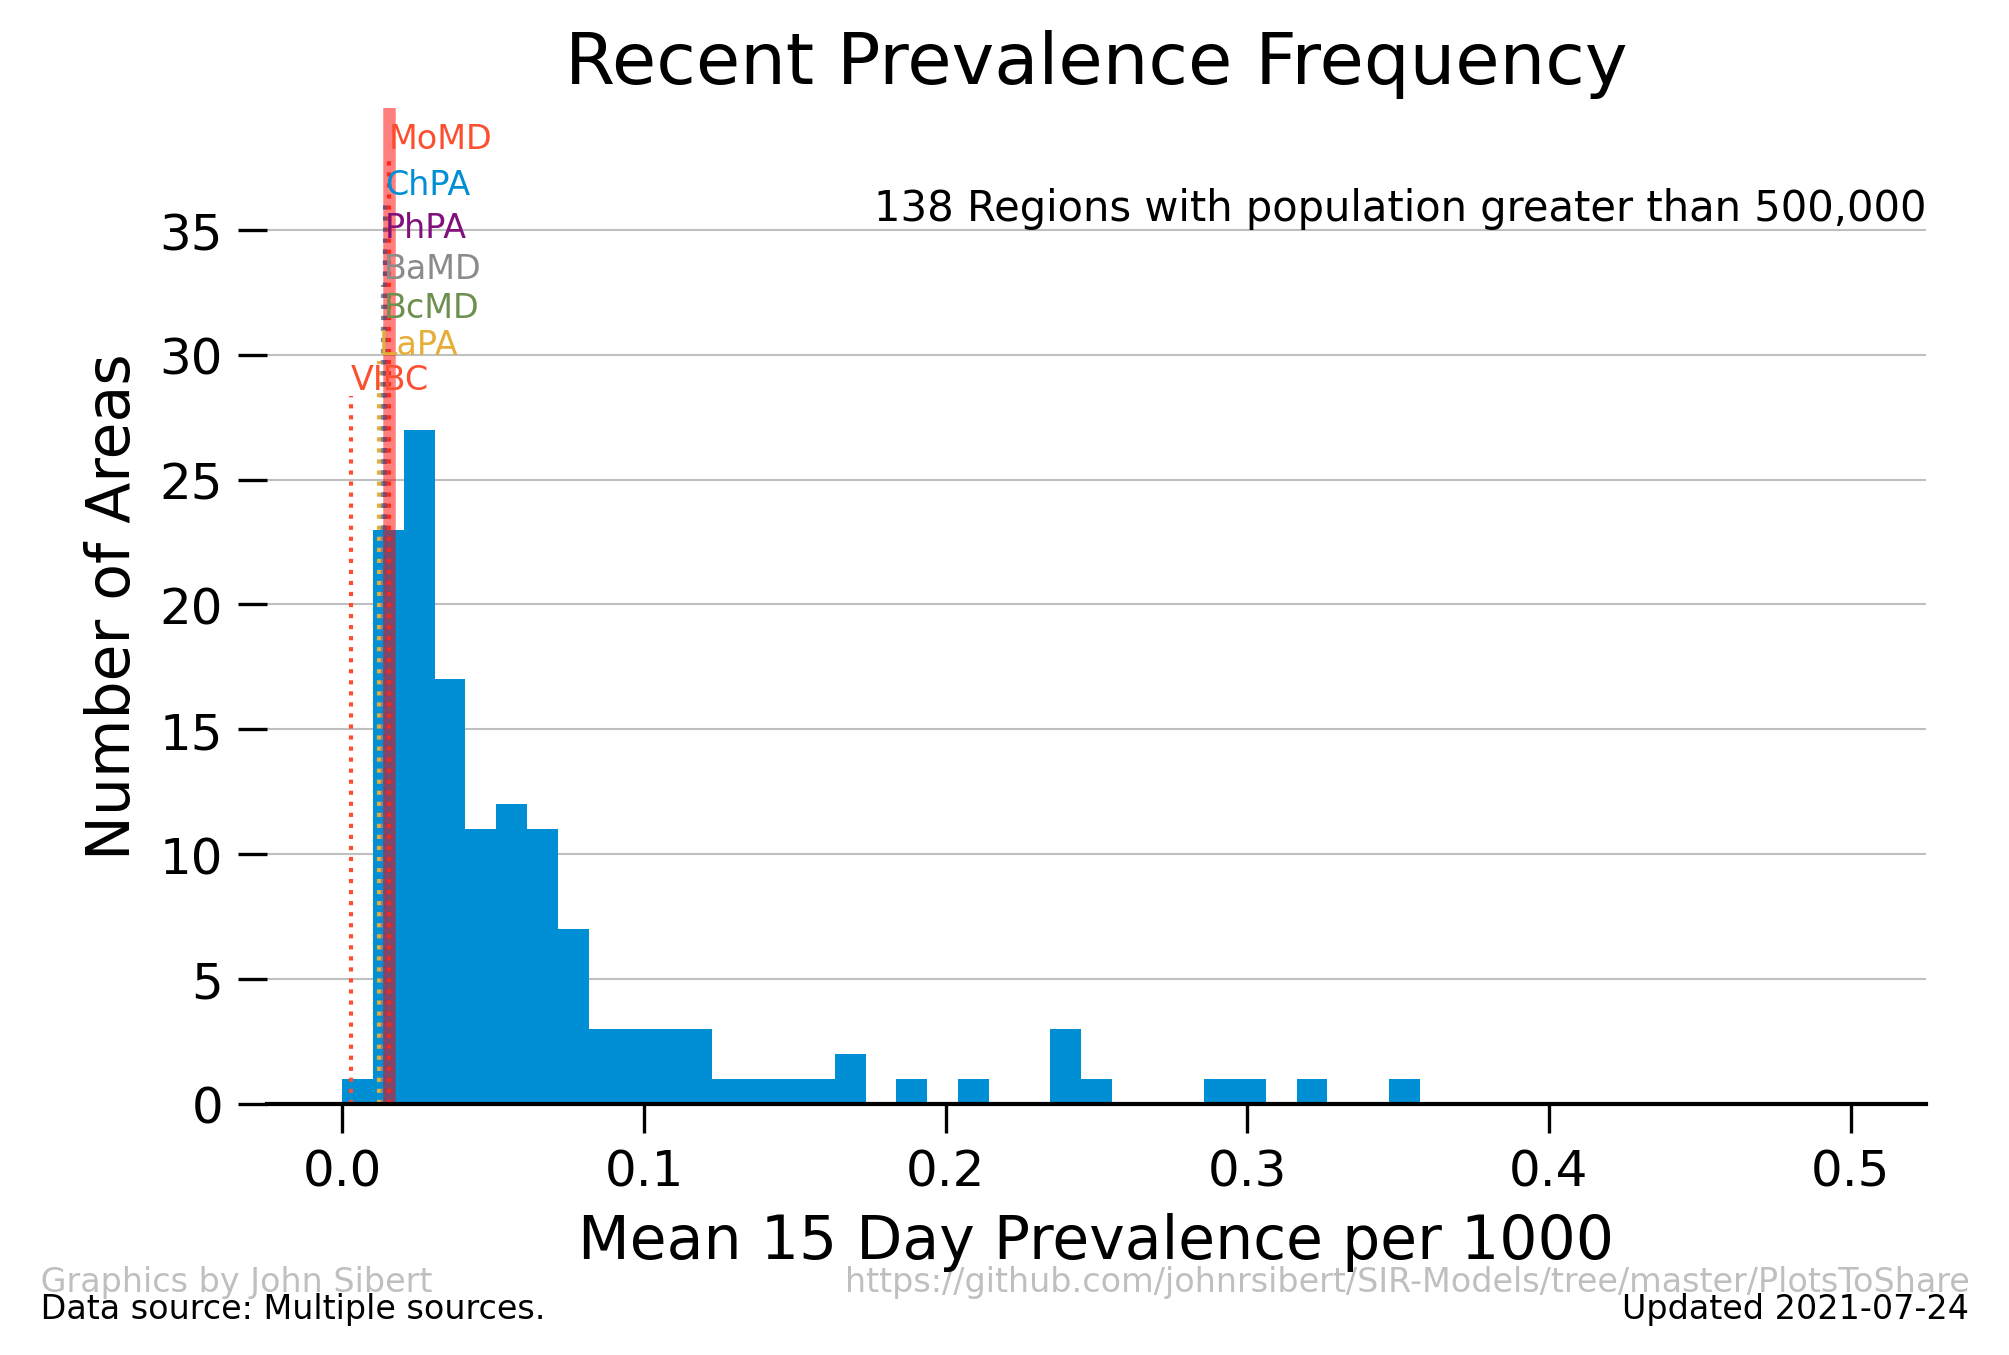 Recent Prevalence Frequency
MoMD
ChPA
138 Regions with population greater than 500,000
PhPA
35
BaMD
BcMD
LaPA
30
VIBC
25
20
15
10
5
0
Number of Areas
0.0 0.1 0.2 0.3 0.4 0.5
Mean 15 Day Prevalence per 1000
Graphics by John Sibert https://github.com/johnrsibert/SIR-Models/tree/master/PlotsToShare
Data source: Multiple sources. Updated 2021-07-24